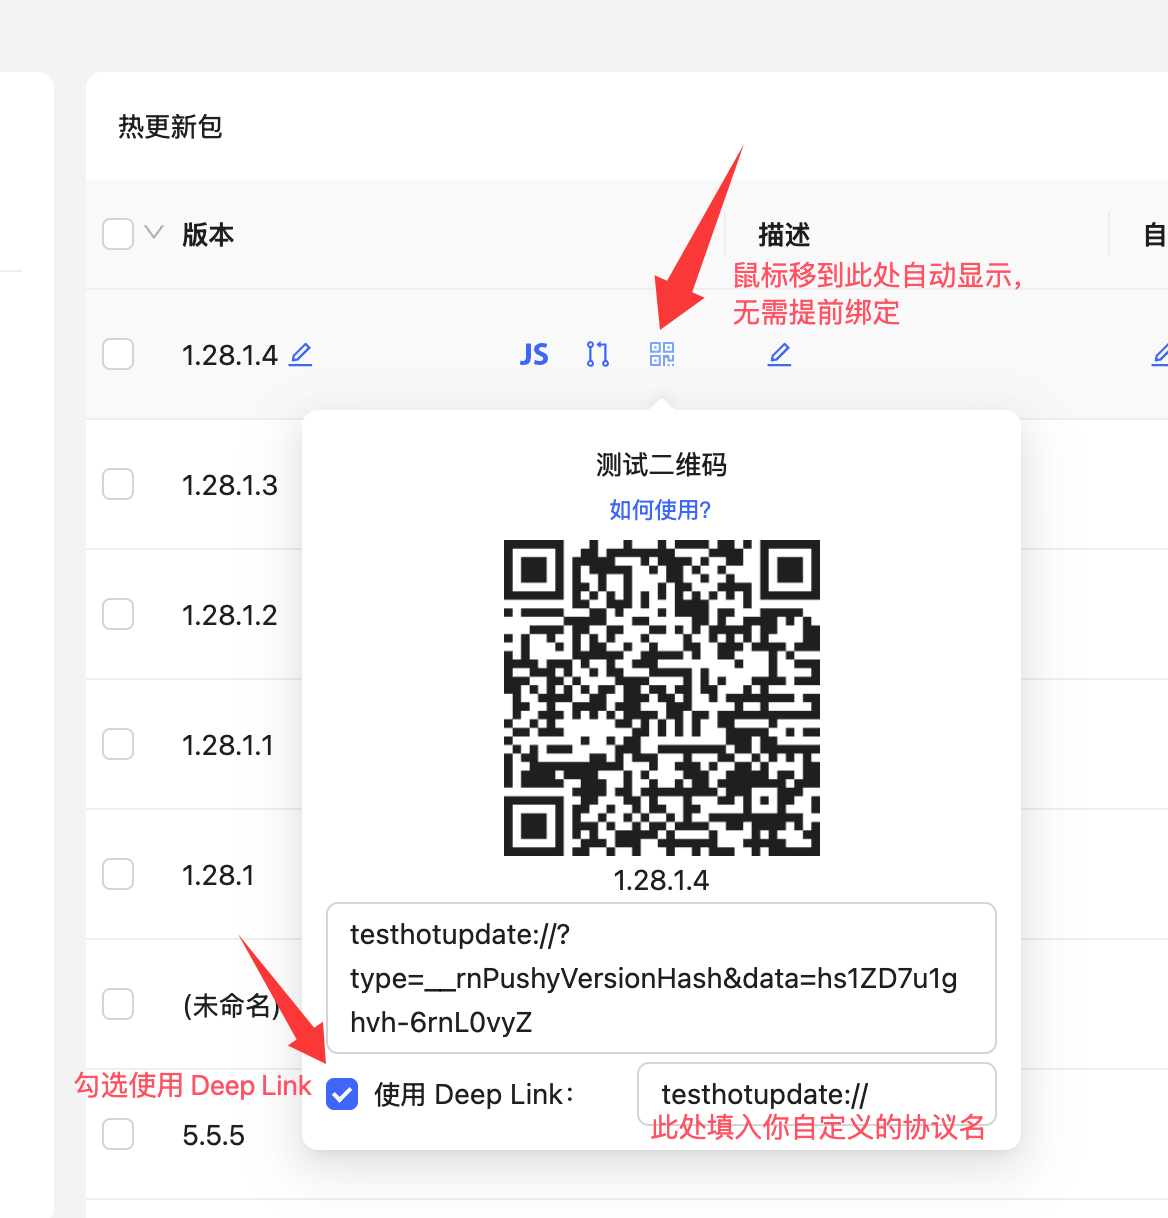 热更新包
版本
描述
自
鼠标移到此处自动显示,
无需提前绑定
1.28.1.4
JS
测试二维码
如何使用?
1.28.1.3
1.28.1.2
1.28.1.1
1.28.1
1.28.1.4
testhotupdate://?
type=__rnPushyVersionHash&data=hs1ZD7u1g
hvh-6rnL0vyZ
(未命名)
勾选使用 Deep Link
使用 Deep Link:
testhotupdate://
此处填入你自定义的协议名
5.5.5